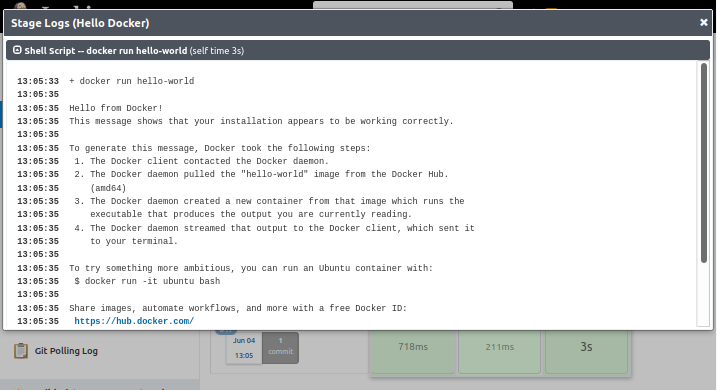 Stage Logs (Hello Docker)
Shell Script -- docker run hello-world (self time 3s)
13:05:33 + docker run hello-world
13:05:35
13:05:35 Hello from Docker!
13:05:35 This message shows that your installation appears to be working correctly.
13:05:35
13:05:35 To generate this message, Docker took the following steps:
13:05:35 1. The Docker client contacted the Docker daemon.
13:05:35 2. The Docker daemon pulled the "hello-world" image from the Docker Hub.
13:05:35 (amd64)
13:05:35 3. The Docker daemon created a new container from that image which runs the
13:05:35 executable that produces the output you are currently reading.
13:05:35 4. The Docker daemon streamed that output to the Docker client, which sent it
13:05:35 to your terminal.
13:05:35
13:05:35 To try something more ambitious, you can run an Ubuntu container with:
13:05:35 $ docker run -it ubuntu bash
13:05:35
13:05:35 Share images, automate workflows, and more with a free Docker ID:
13:05:35 https://hub.docker.com/
Jun 04
13:05
1
commit
718ms
211ms
3s
Git Polling Log